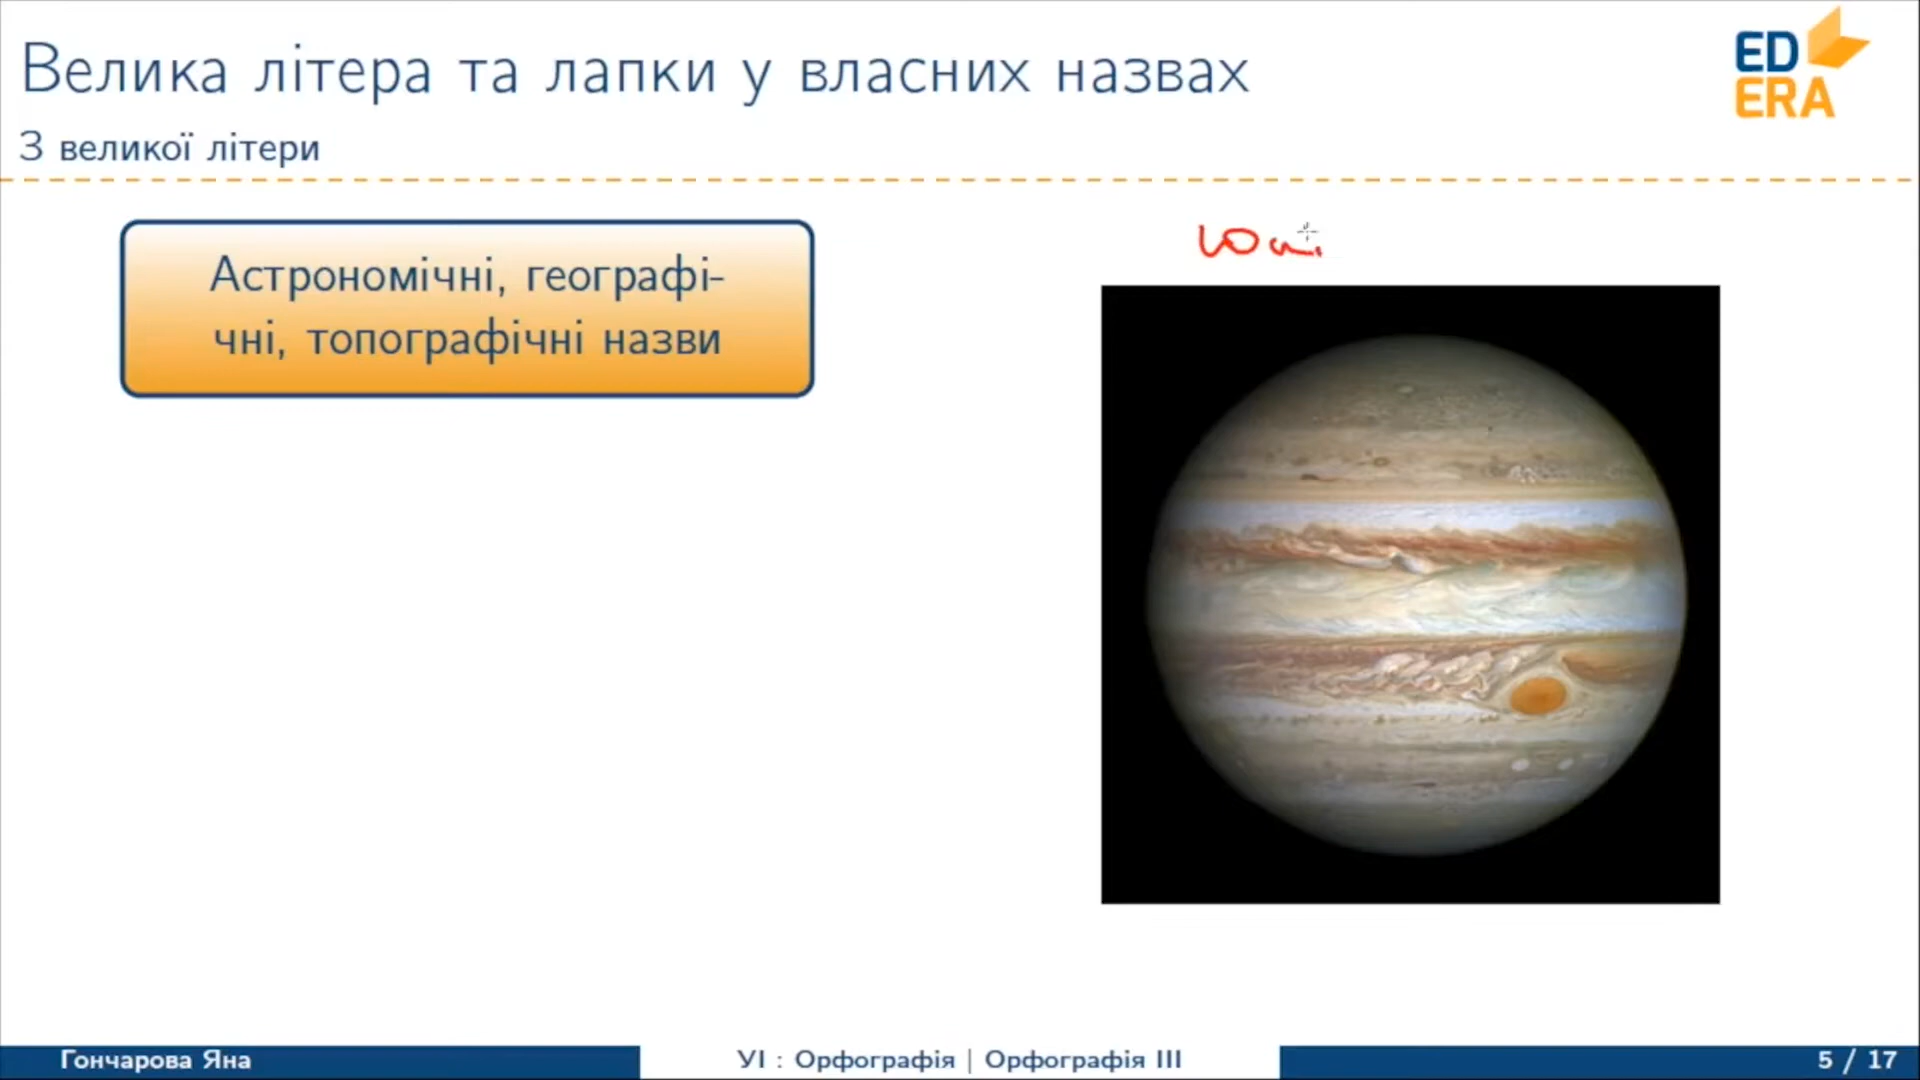 Велика літера та лапки у власних назвах
ED
ERA
З великої літери
Астрономічні, географі-
чні, топографічні назви
Гончарова Яна
УІ : Орфографія | Орфографія III
5 / 17